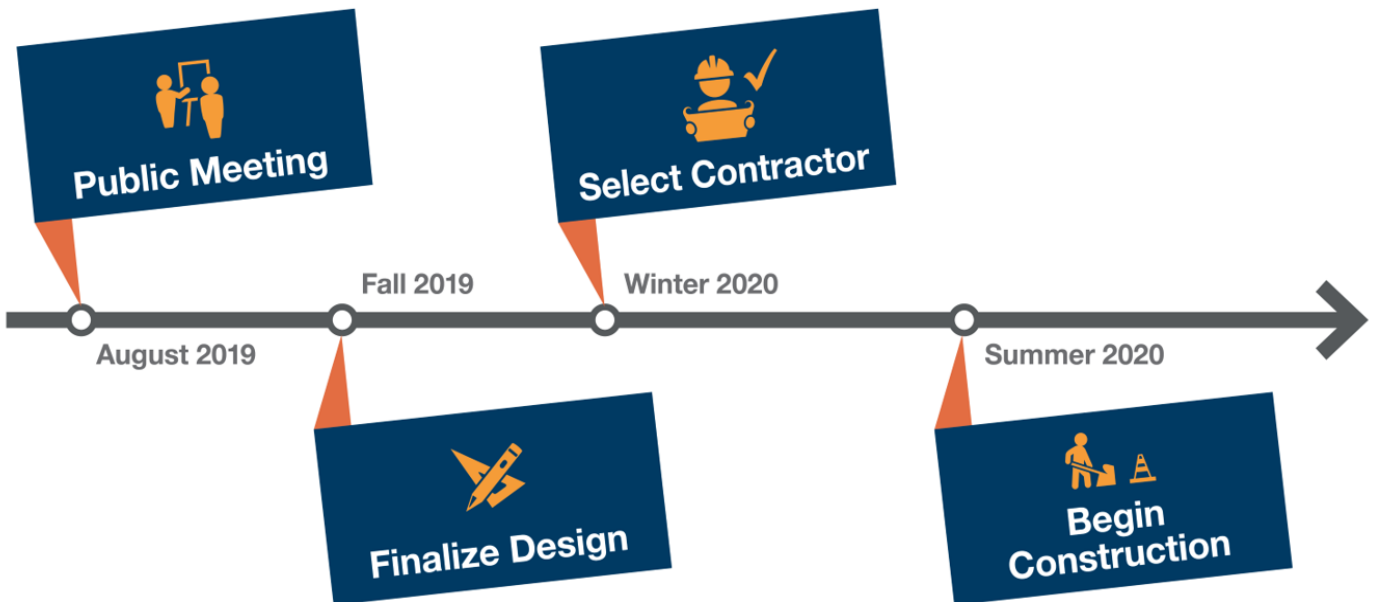 Public Meeting
Select Contractor
Fall 2019
Winter 2020
August 2019
Summer 2020
Finalize Design
Begin
Construction